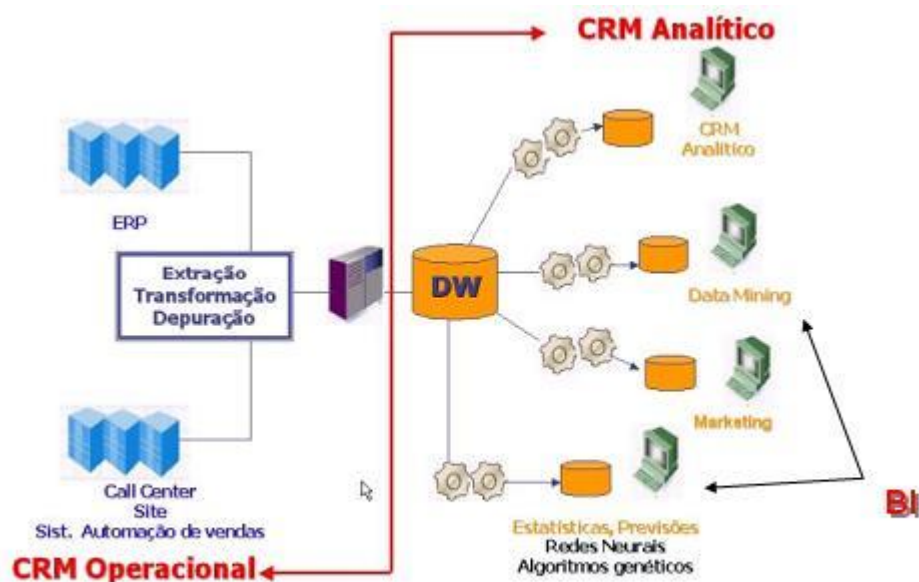 CRM Analítico
CRM
Analítico
ERP
Extração
Transformação
Depuração
DW
Data Mining
Marketing
Call Center
Site
Sist. Automação de vendas
Estatísticas, Previsões
Redes Neurais
Algoritmos genéticos
BI
CRM Operacional